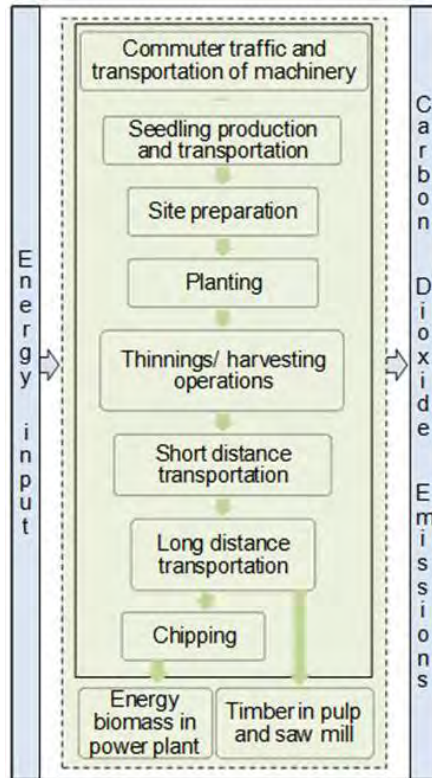 Energy input
Commuter traffic and
transportation of machinery
Seedling production
and transportation
Site preparation
Planting
Thinnings/ harvesting
operations
Short distance
transportation
Long distance
transportation
Chipping
Energy
biomass in
power plant
Timber in pulp
and saw mill
Carbon Dioxide Emissions